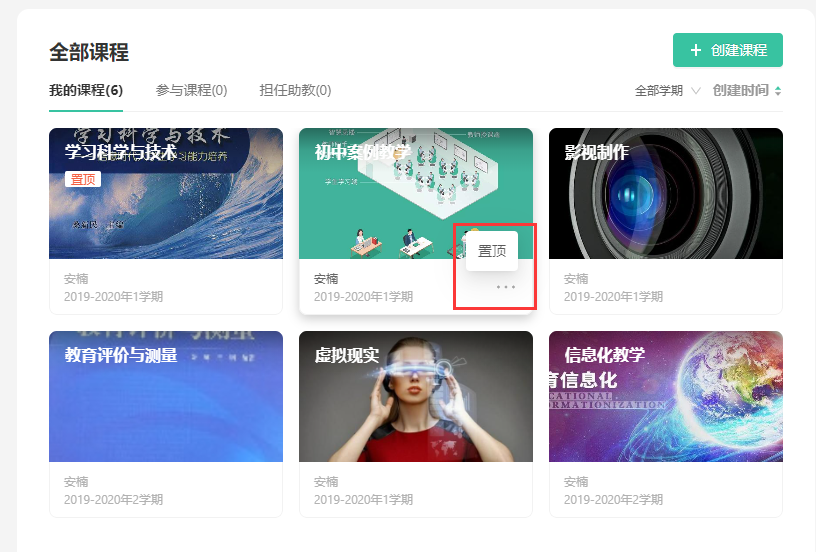 全部课程
+ 创建课程
我的课程(6) 参与课程(0) 担任助教(0) 全部学期 创建时间
学习科学与技术
学习科学与技术
置顶
安楠
2019-2020年1学期
初中案例教学
置顶
安楠
2019-2020年1学期
影视制作
安楠
2019-2020年1学期
教育评价与测量
安楠
2019-2020年2学期
虚拟现实
安楠
2019-2020年1学期
信息化教学
育信息化
安楠
2019-2020年2学期